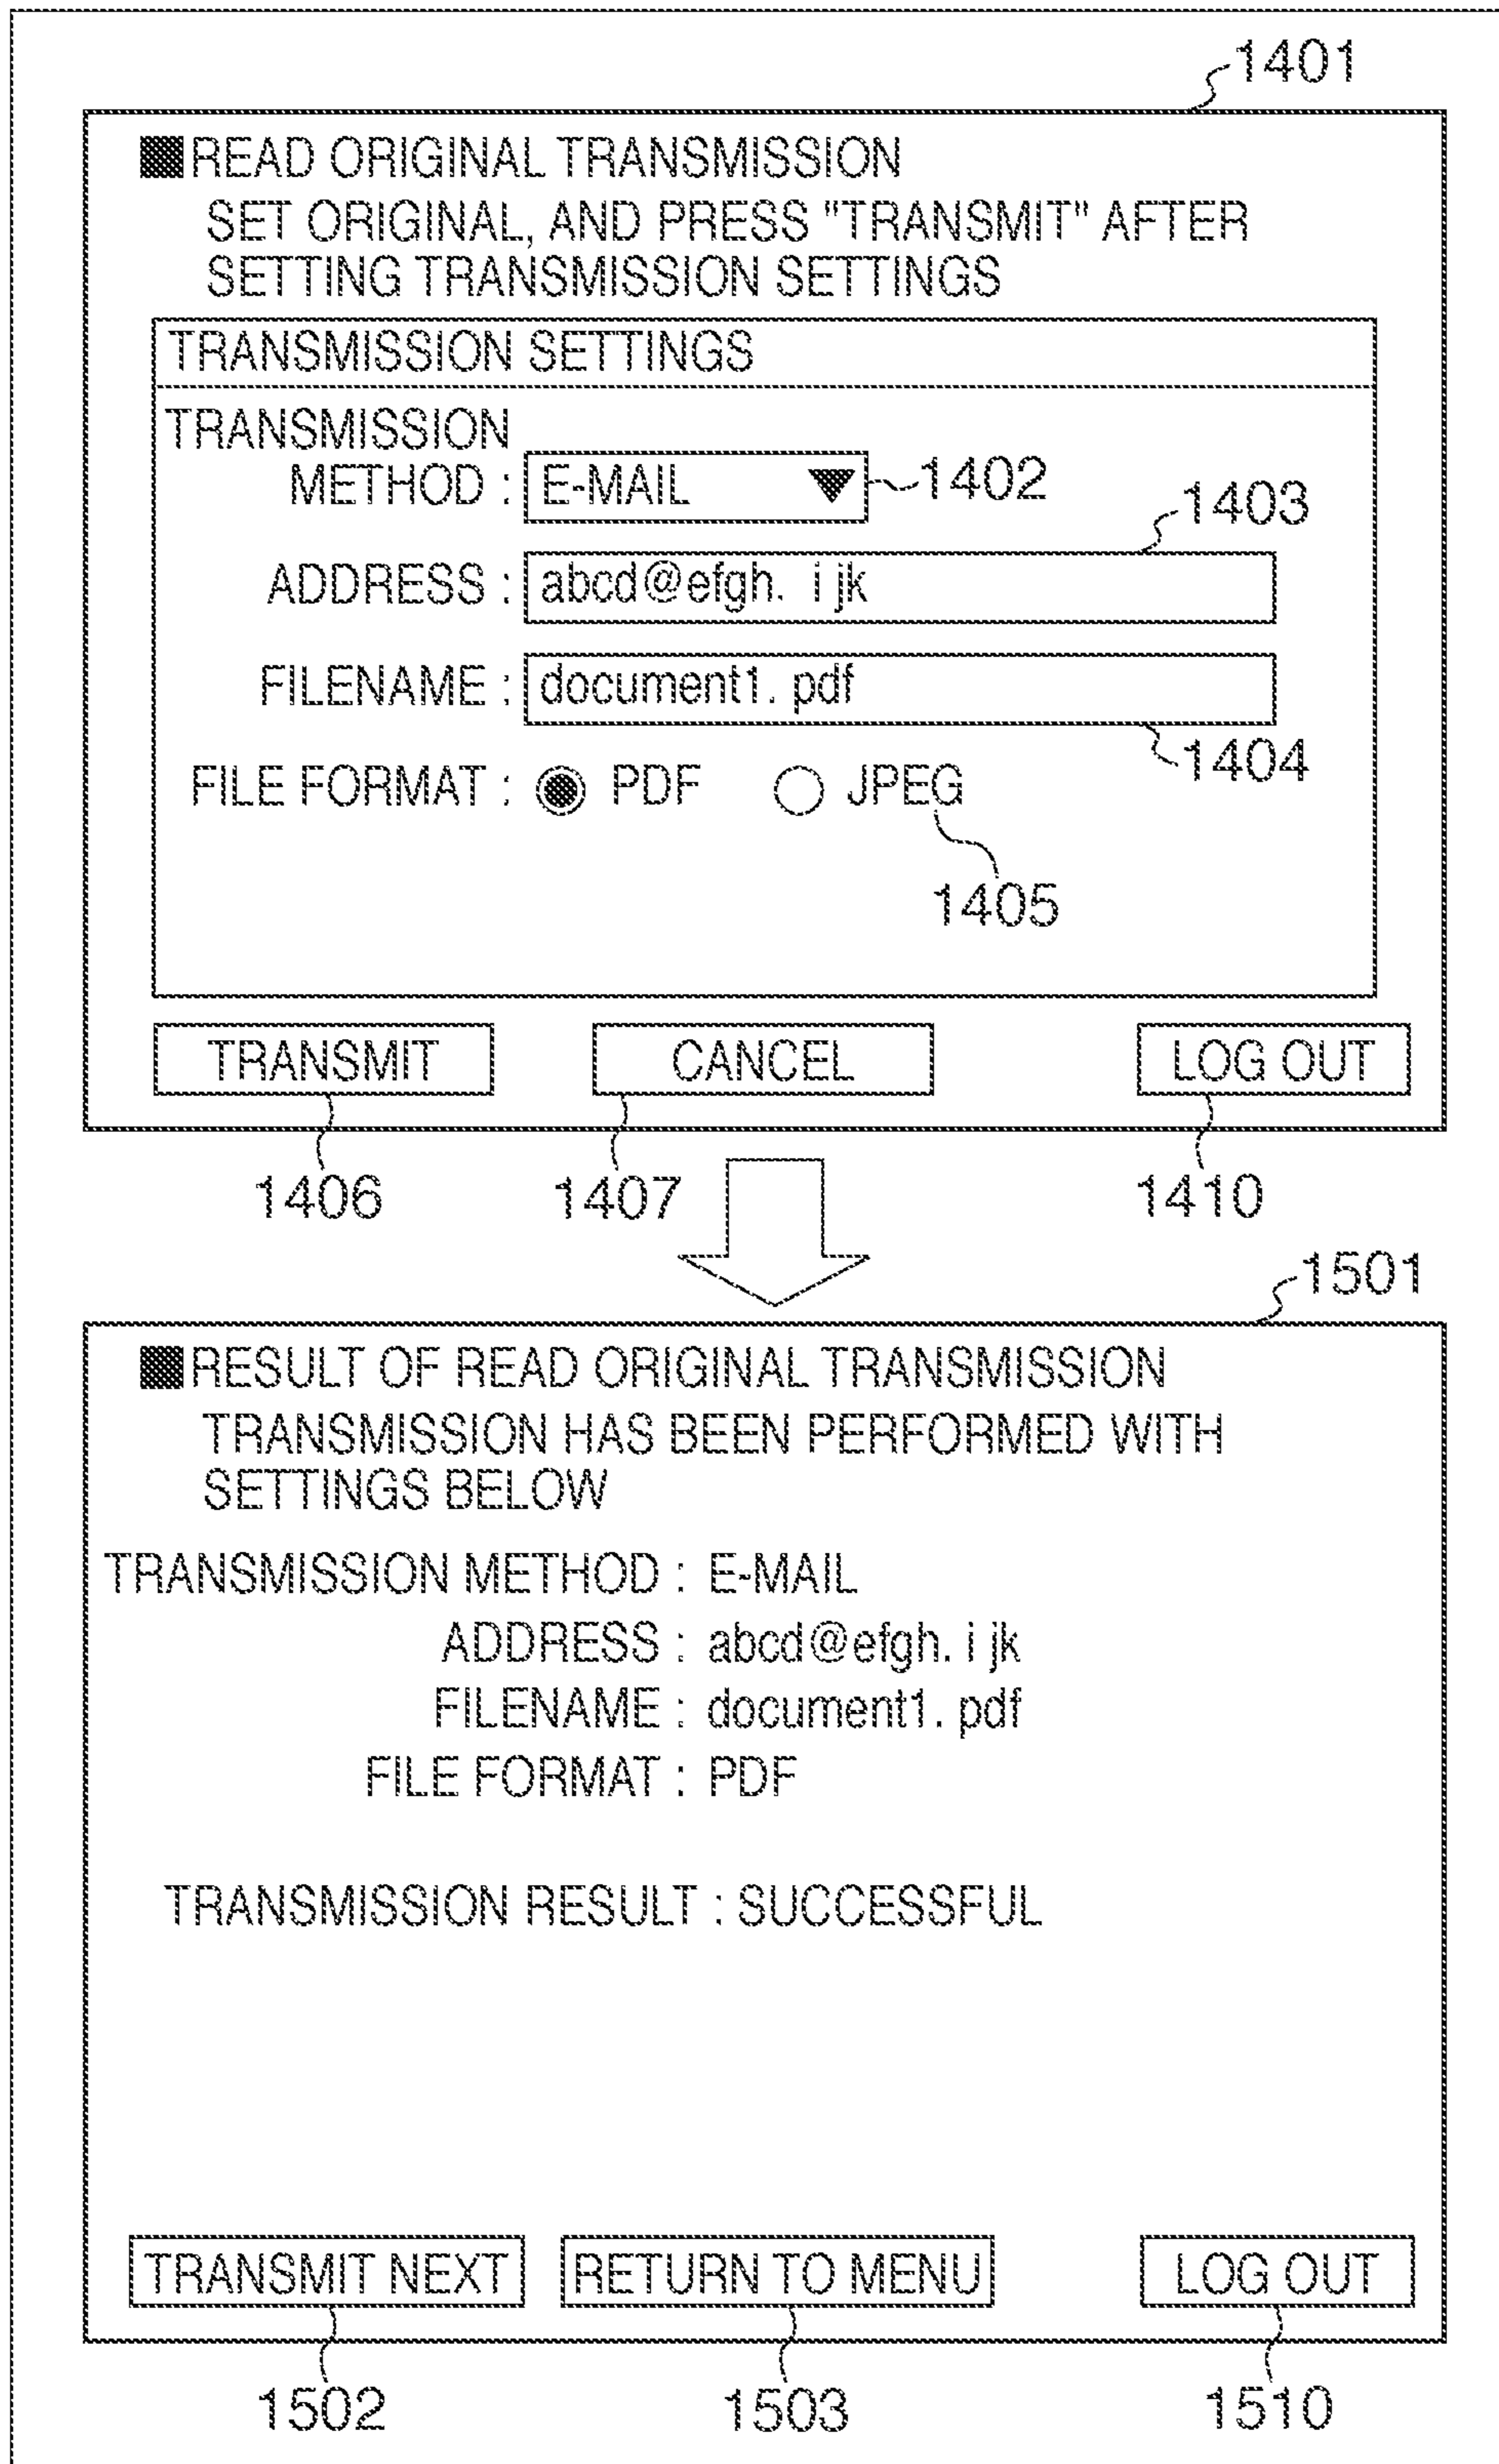 1401
READ ORIGINAL TRANSMISSION
SET ORIGINAL, AND PRESS "TRANSMIT" AFTER
SETTING TRANSMISSION SETTINGS
TRANSMISSION SETTINGS
TRANSMISSION
METHOD : E-MAIL 1402
1403
ADDRESS : abcd@efgh. ijk
FILENAME : document1. pdf
1404
FILE FORMAT : PDF JPEG
1405
TRANSMIT CANCEL LOG OUT
1406 1407 1410
1501
RESULT OF READ ORIGINAL TRANSMISSION
TRANSMISSION HAS BEEN PERFORMED WITH
SETTINGS BELOW
TRANSMISSION METHOD : E-MAIL
ADDRESS : abcd@efgh. ijk
FILENAME : document1. pdf
FILE FORMAT : PDF
TRANSMISSION RESULT : SUCCESSFUL
TRANSMIT NEXT RETURN TO MENU LOG OUT
1502 1503 1510